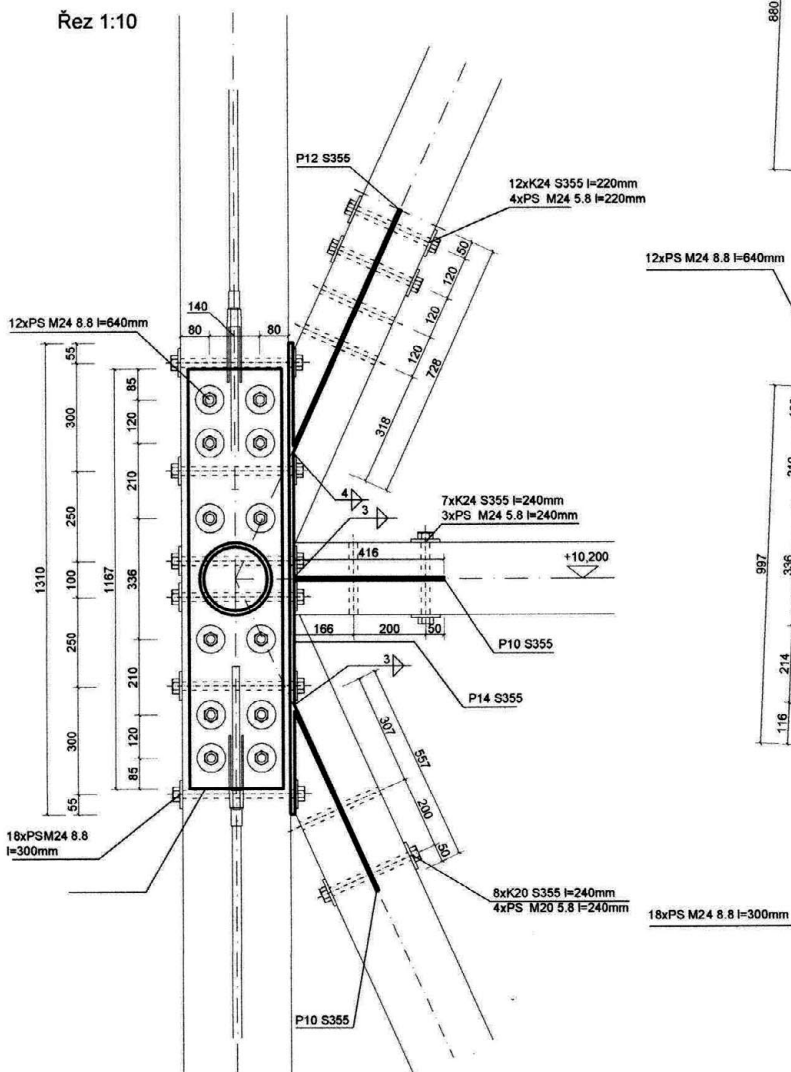 Řez 1:10
880
P12 S355
12xK24 S355 l=220mm
4xPS M24 5.8 l=220mm
50
120
120
120
728
318
12xPS M24 8.8 l=640mm
12xPS M24 8.8 l=640mm
140
80
80
55
85
300
120
210
4
3
7xK24 S355 l=240mm
3xPS M24 5.8 l=240mm
250
416
+10,200
1310
100
1167
336
997
336
166
200
50
P10 S355
250
210
3
P14 S355
214
307
557
300
120
200
116
85
50
55
18xPSM24 8.8
l=300mm
8xK20 S355 l=240mm
4xPS M20 5.8 l=240mm
18xPS M24 8.8 l=300mm
P10 S355